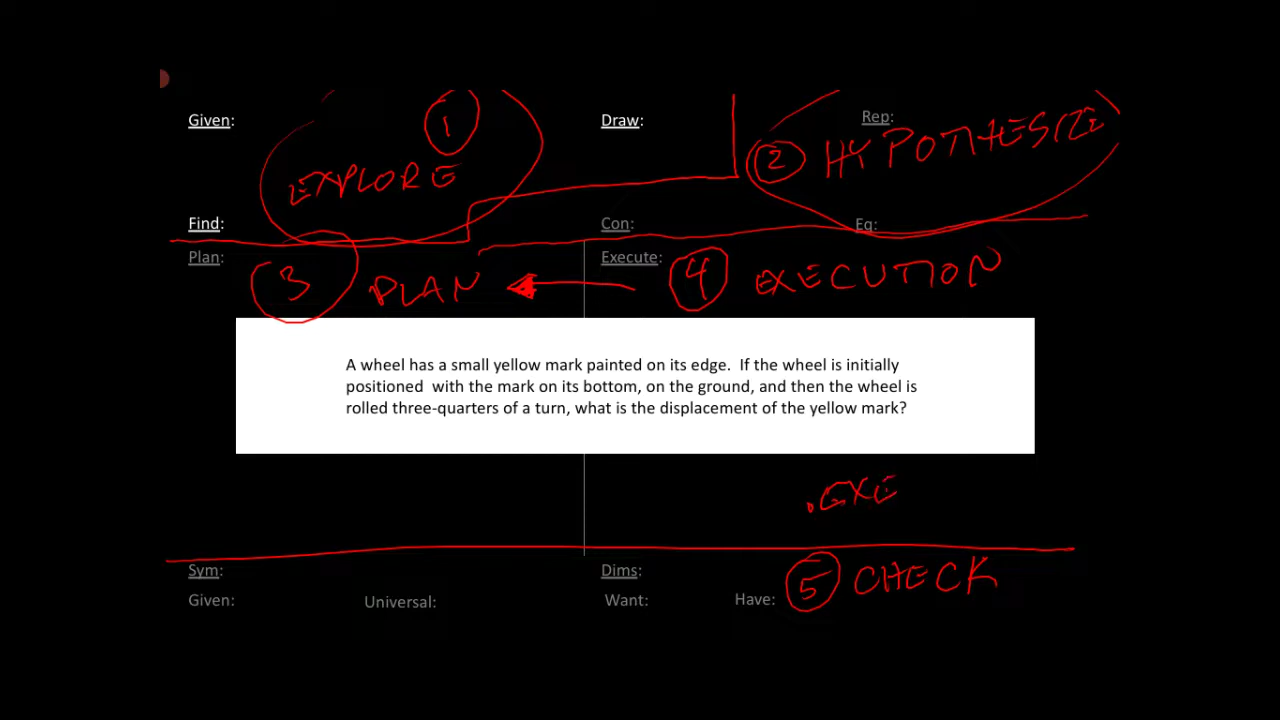 Given:
1
Draw:
Rep:
2 HYPOTHESIZE
EXPLORE
Find:
Con:
Eq:
Plan:
3 PLAN
Execute:
4 EXECUTION
A wheel has a small yellow mark painted on its edge. If the wheel is initially
positioned with the mark on its bottom, on the ground, and then the wheel is
rolled three-quarters of a turn, what is the displacement of the yellow mark?
.EXE
Sym:
Dims:
5 CHECK
Given:
Universal:
Want:
Have: